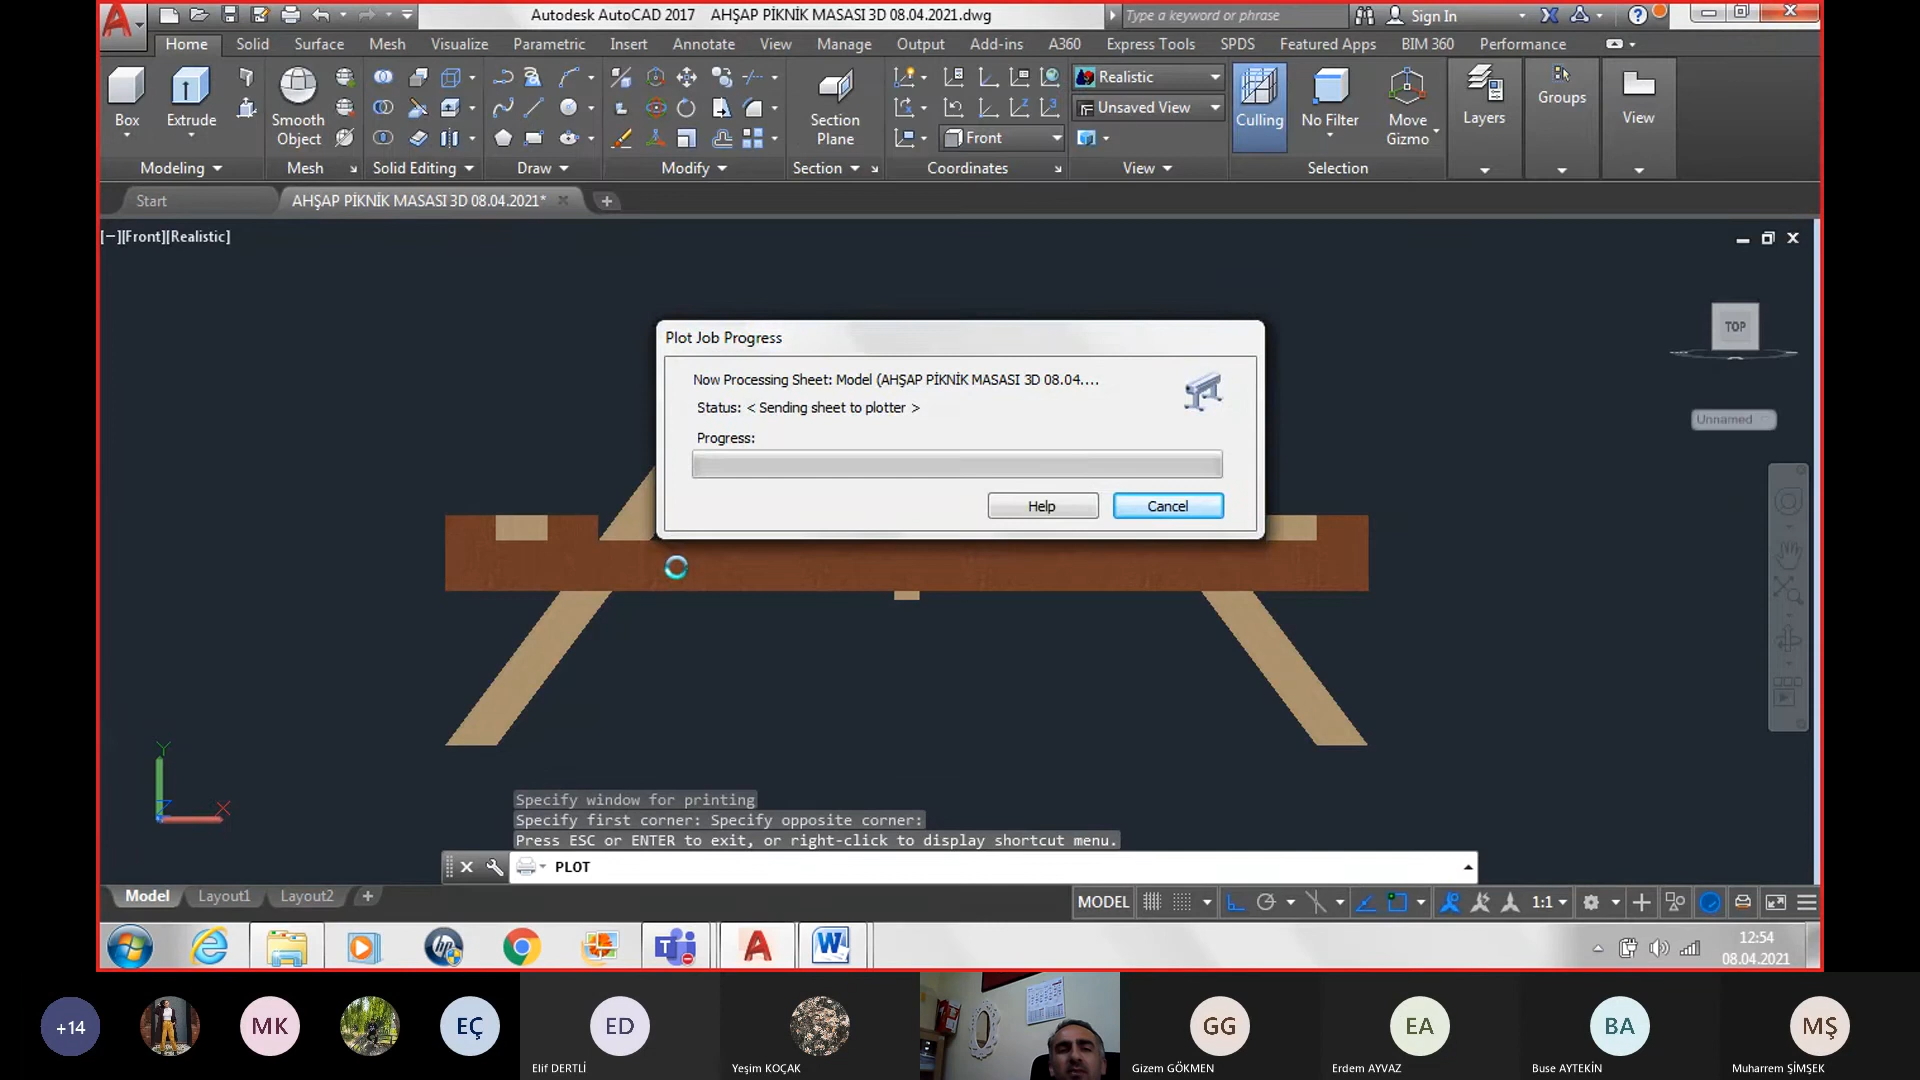 Autodesk AutoCAD 2017 AHŞAP PİKNİK MASASI 3D 08.04.2021.dwg
Type a keyword or phrase
Sign In
Home Solid Surface Mesh Visualize Parametric Insert Annotate View Manage Output Add-ins A360 Express Tools SPDS Featured Apps BIM 360 Performance
Box
Extrude
Smooth
Object
Section
Plane
Realistic
Unsaved View
Front
Culling
No Filter
Move
Gizmo
Layers
Groups
View
Modeling Mesh Solid Editing Draw Modify Section Coordinates View Selection
Start
AHŞAP PİKNİK MASASI 3D 08.04.2021*
[−][Front][Realistic]
TOP
Unnamed
Plot Job Progress
Now Processing Sheet: Model (AHŞAP PİKNİK MASASI 3D 08.04....
Status: < Sending sheet to plotter >
Progress:
Help
Cancel
Y
Z
X
Specify window for printing
Specify first corner: Specify opposite corner:
Press ESC or ENTER to exit, or right-click to display shortcut menu.
PLOT
Model Layout1 Layout2
MODEL
1:1
12:54
08.04.2021
+14
MK
EÇ
ED
GG
EA
BA
MŞ
Elif DERTLİ
Yeşim KOÇAK
Gizem GÖKMEN
Erdem AYVAZ
Buse AYTEKİN
Muharrem ŞİMŞEK